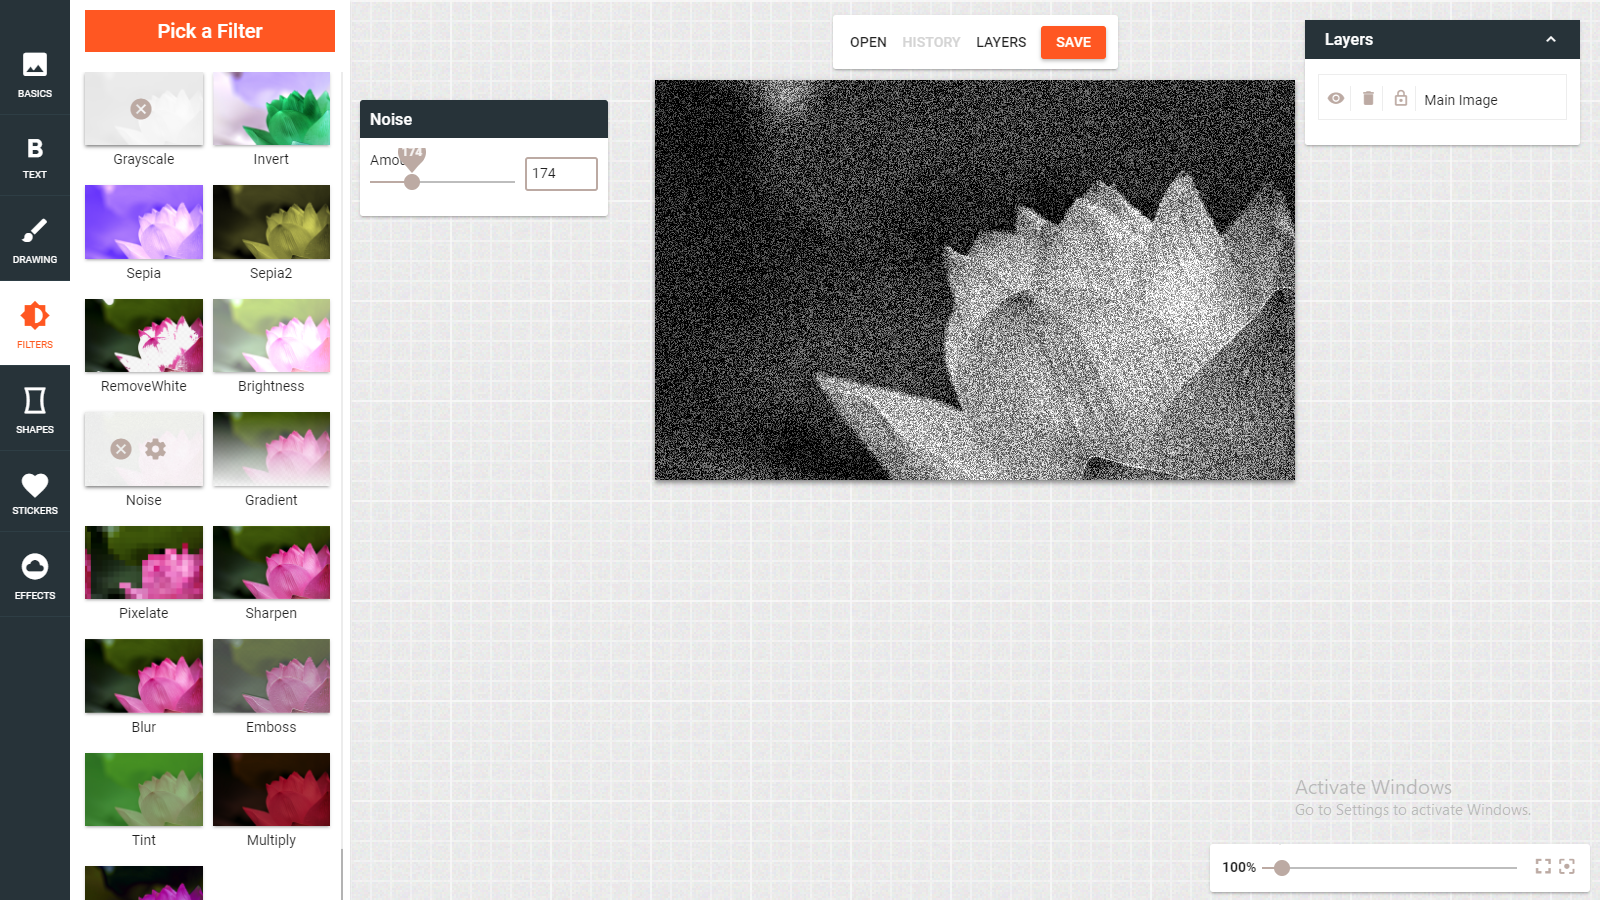 Pick a Filter
BASICS
TEXT
DRAWING
FILTERS
SHAPES
STICKERS
EFFECTS
Grayscale
Invert
Sepia
Sepia2
RemoveWhite
Brightness
Noise
Gradient
Pixelate
Sharpen
Blur
Emboss
Tint
Multiply
Noise
174
174
OPEN HISTORY LAYERS SAVE
Layers
Main Image
Activate Windows
Go to Settings to activate Windows.
100%